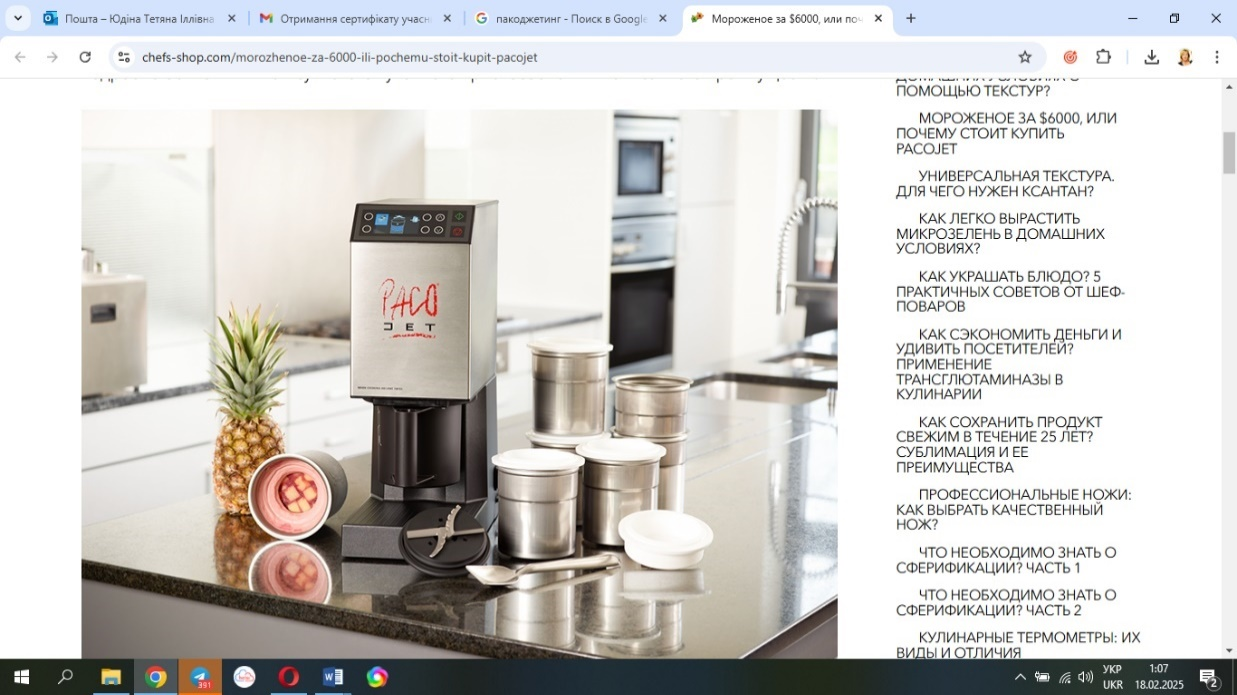 Пошта – Юдіна Тетяна Іллівна
Отримання сертифікату учасн
пакоджетинг - Поиск в Google
Мороженое за $6000, или поч
chefs-shop.com/morozhenoe-za-6000-ili-pochemu-stoit-kupit-pacojet
ПОМОЩЬЮ ТЕКСТУР?
МОРОЖЕНОЕ ЗА $6000, ИЛИ
ПОЧЕМУ СТОИТ КУПИТЬ
PACOJET
УНИВЕРСАЛЬНАЯ ТЕКСТУРА.
ДЛЯ ЧЕГО НУЖЕН КСАНТАН?
КАК ЛЕГКО ВЫРАСТИТЬ
МИКРОЗЕЛЕНЬ В ДОМАШНИХ
УСЛОВИЯХ?
КАК УКРАШАТЬ БЛЮДО? 5
ПРАКТИЧНЫХ СОВЕТОВ ОТ ШЕФ-
ПОВАРОВ
КАК СЭКОНОМИТЬ ДЕНЬГИ И
УДИВИТЬ ПОСЕТИТЕЛЕЙ?
ПРИМЕНЕНИЕ
ТРАНСГЛЮТАМИНАЗЫ В
КУЛИНАРИИ
КАК СОХРАНИТЬ ПРОДУКТ
СВЕЖИМ В ТЕЧЕНИЕ 25 ЛЕТ?
СУБЛИМАЦИЯ И ЕЕ
ПРЕИМУЩЕСТВА
ПРОФЕССИОНАЛЬНЫЕ НОЖИ:
КАК ВЫБРАТЬ КАЧЕСТВЕННЫЙ
НОЖ?
ЧТО НЕОБХОДИМО ЗНАТЬ О
СФЕРИФИКАЦИИ? ЧАСТЬ 1
ЧТО НЕОБХОДИМО ЗНАТЬ О
СФЕРИФИКАЦИИ? ЧАСТЬ 2
КУЛИНАРНЫЕ ТЕРМОМЕТРЫ: ИХ
ВИДЫ И ОТЛИЧИЯ
PACO
JET
391
УКР
UKR
1:07
18.02.2025
2